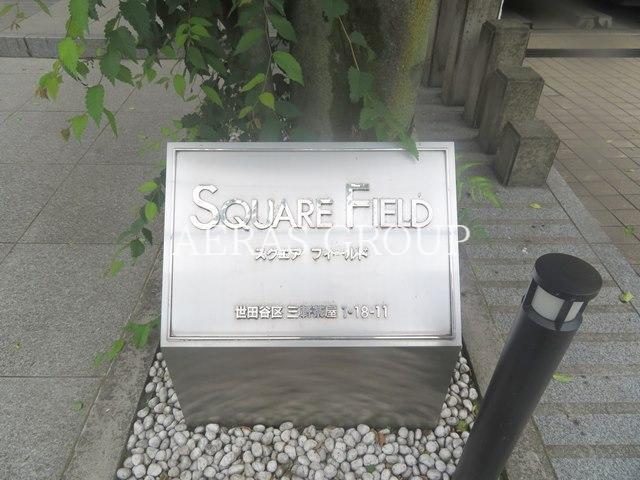 SQUARE FIELD
AERAS GROUP
スクエア フィールド
世田谷区 三軒茶屋 1-18-11